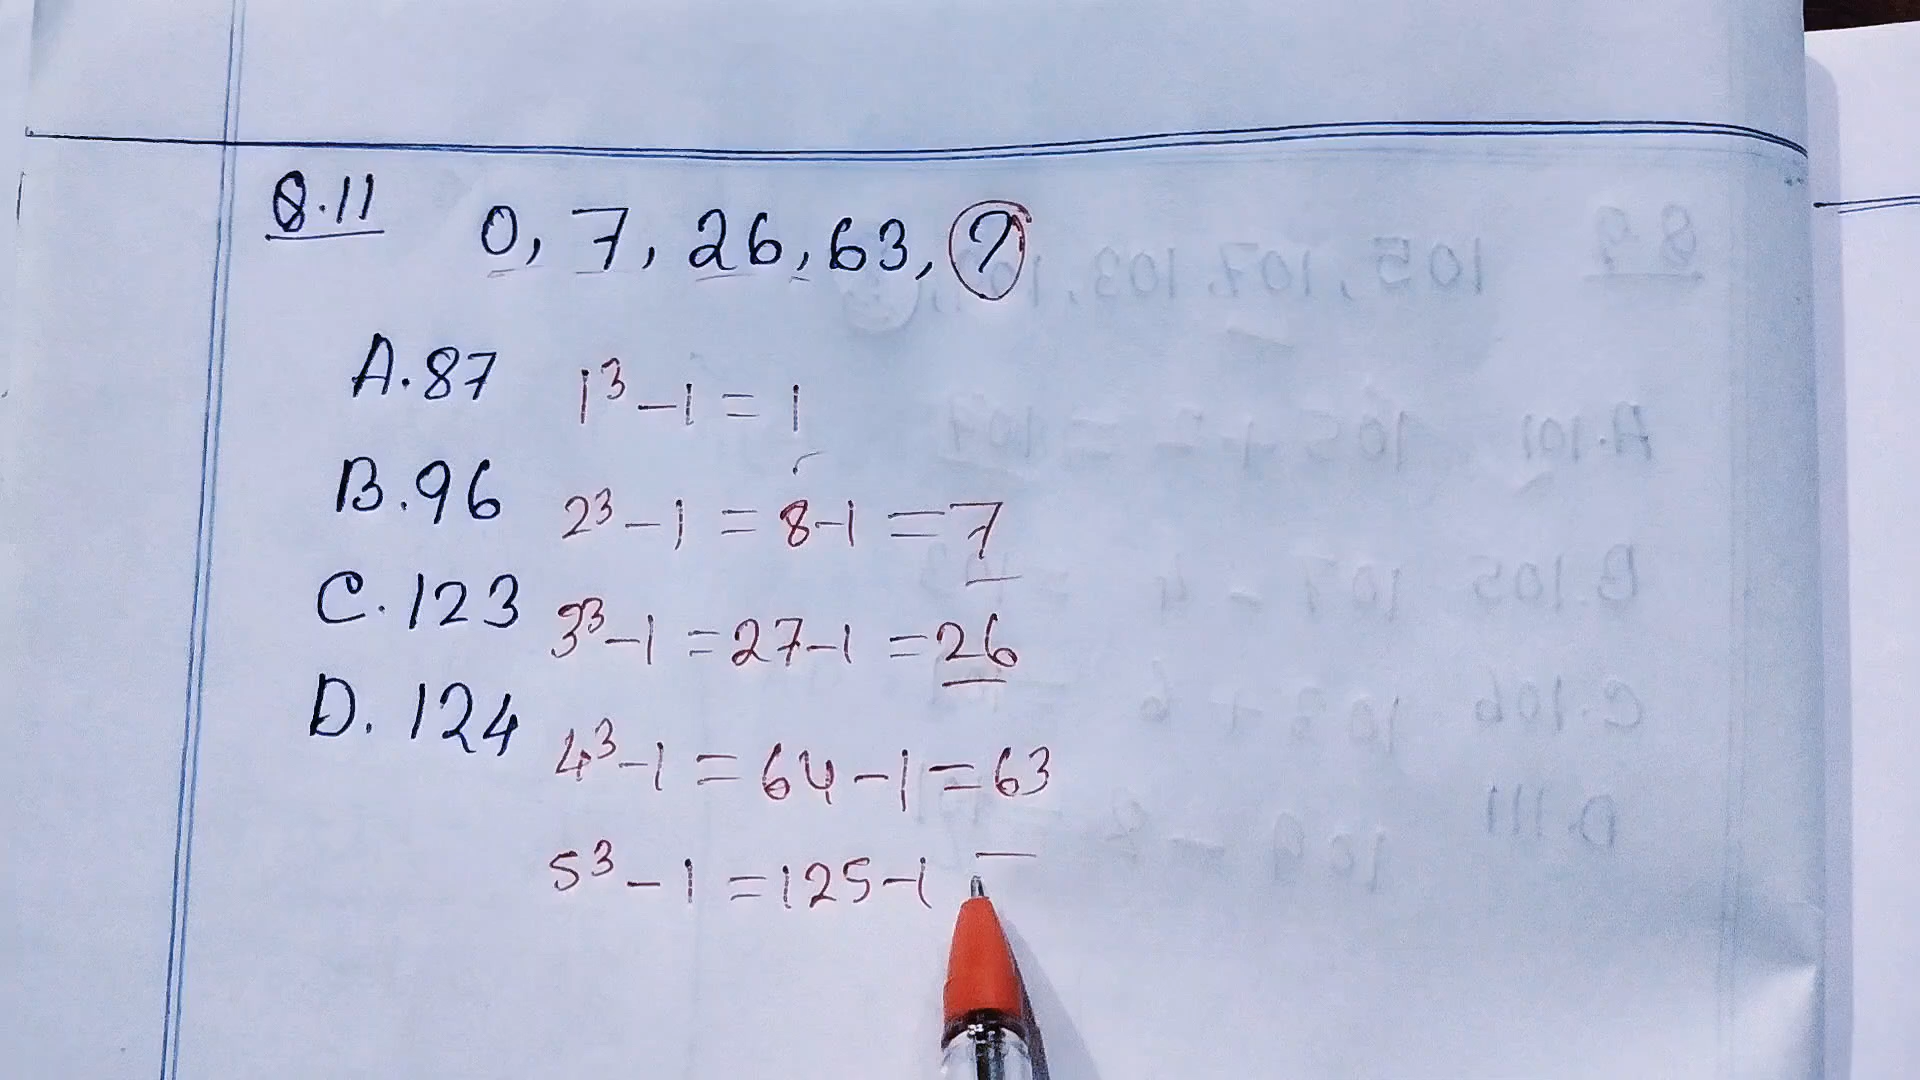 Q.11 0, 7, 26, 63, ?
A. 87 1³ - 1 = 1
B. 96 2³ - 1 = 8 - 1 = 7
C. 123 3³ - 1 = 27 - 1 = 26
D. 124 4³ - 1 = 64 - 1 = 63
5³ - 1 = 125 - 1